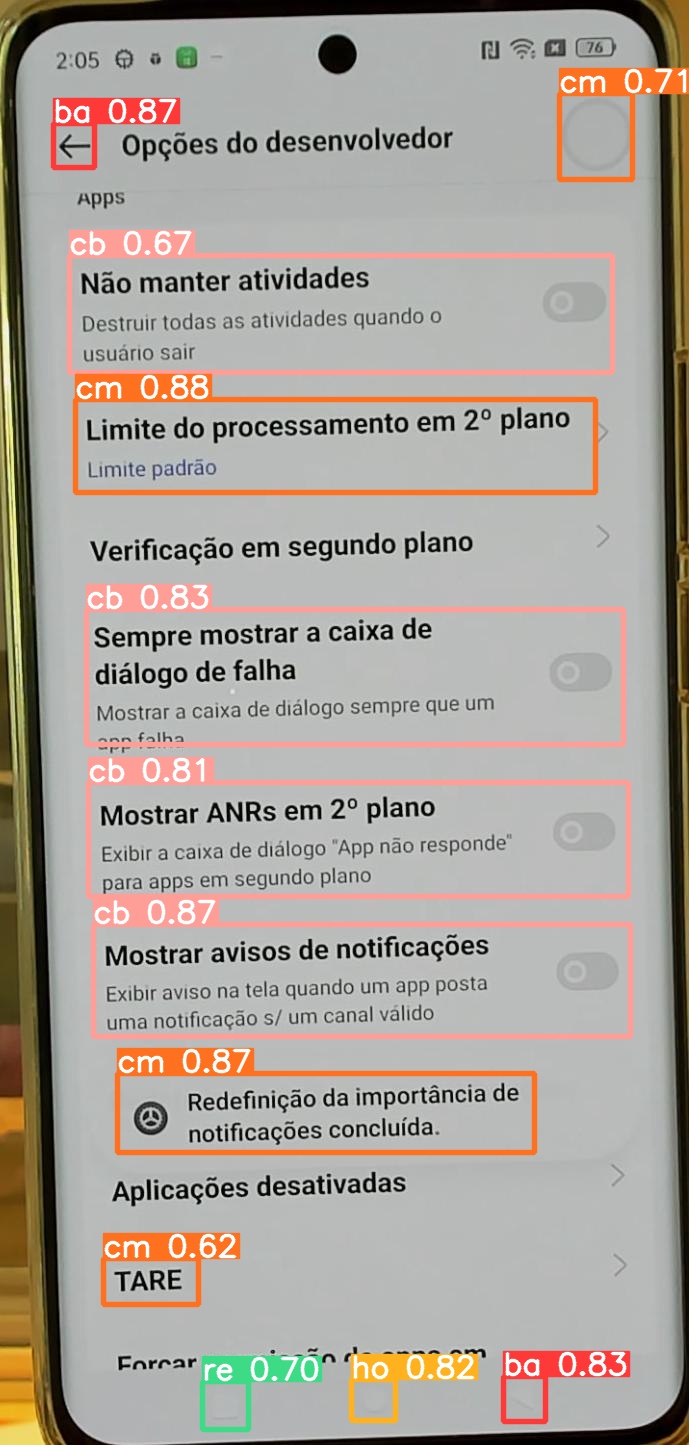 2:05
76
cm 0.71
ba 0.87
Opções do desenvolvedor
Apps
cb 0.67
Não manter atividades
Destruir todas as atividades quando o
usuário sair
cm 0.88
Limite do processamento em 2º plano
Limite padrão
Verificação em segundo plano
cb 0.83
Sempre mostrar a caixa de
diálogo de falha
Mostrar a caixa de diálogo sempre que um
app falha
cb 0.81
Mostrar ANRs em 2º plano
Exibir a caixa de diálogo "App não responde"
para apps em segundo plano
cb 0.87
Mostrar avisos de notificações
Exibir aviso na tela quando um app posta
uma notificação s/ um canal válido
cm 0.87
Redefinição da importância de
notificações concluída.
Aplicações desativadas
cm 0.62
TARE
Forçar
re 0.70
ho 0.82
ba 0.83